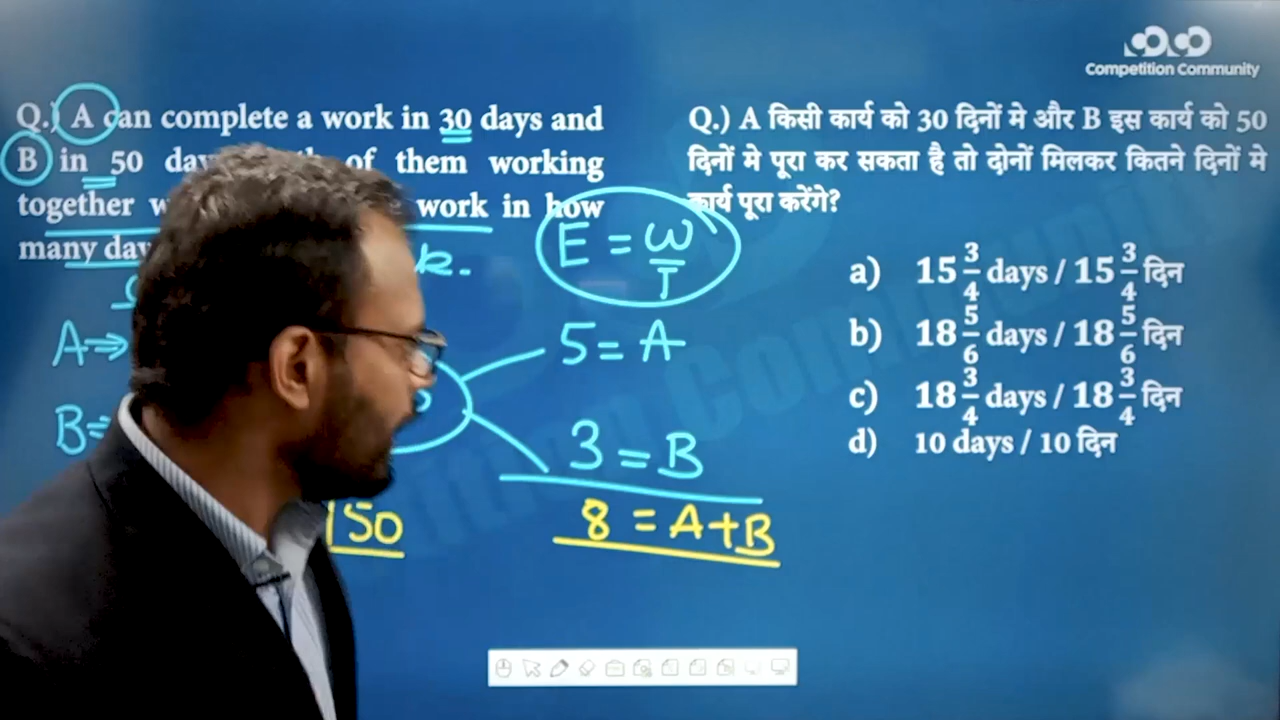 Competition Community
Q.) A can complete a work in 30 days and
B in 50 of them working
together work in how
many
E = W/T
A⇒
5 = A
B⇒
3 = B
150
8 = A+B
Q.) A किसी कार्य को 30 दिनों मे और B इस कार्य को 50
दिनों मे पूरा कर सकता है तो दोनों मिलकर कितने दिनों मे
कार्य पूरा करेंगे?
a) 15 3/4 days / 15 3/4 दिन
b) 18 5/6 days / 18 5/6 दिन
c) 18 3/4 days / 18 3/4 दिन
d) 10 days / 10 दिन